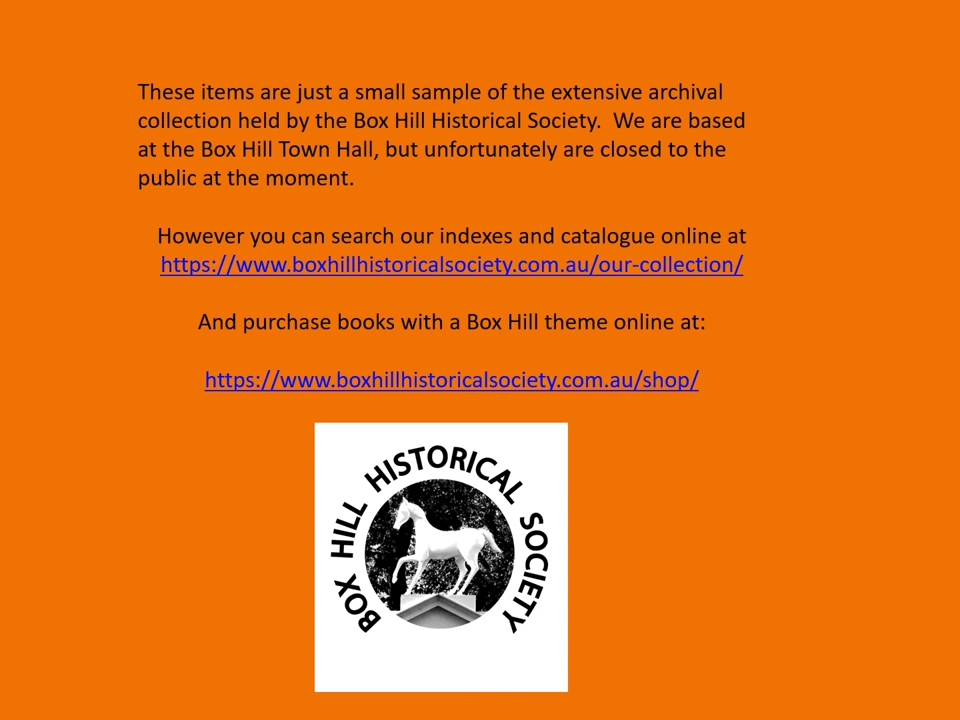 These items are just a small sample of the extensive archival
collection held by the Box Hill Historical Society.  We are based
at the Box Hill Town Hall, but unfortunately are closed to the
public at the moment.
However you can search our indexes and catalogue online at
https://www.boxhillhistoricalsociety.com.au/our-collection/
And purchase books with a Box Hill theme online at:
https://www.boxhillhistoricalsociety.com.au/shop/
BOX HILL HISTORICAL SOCIETY